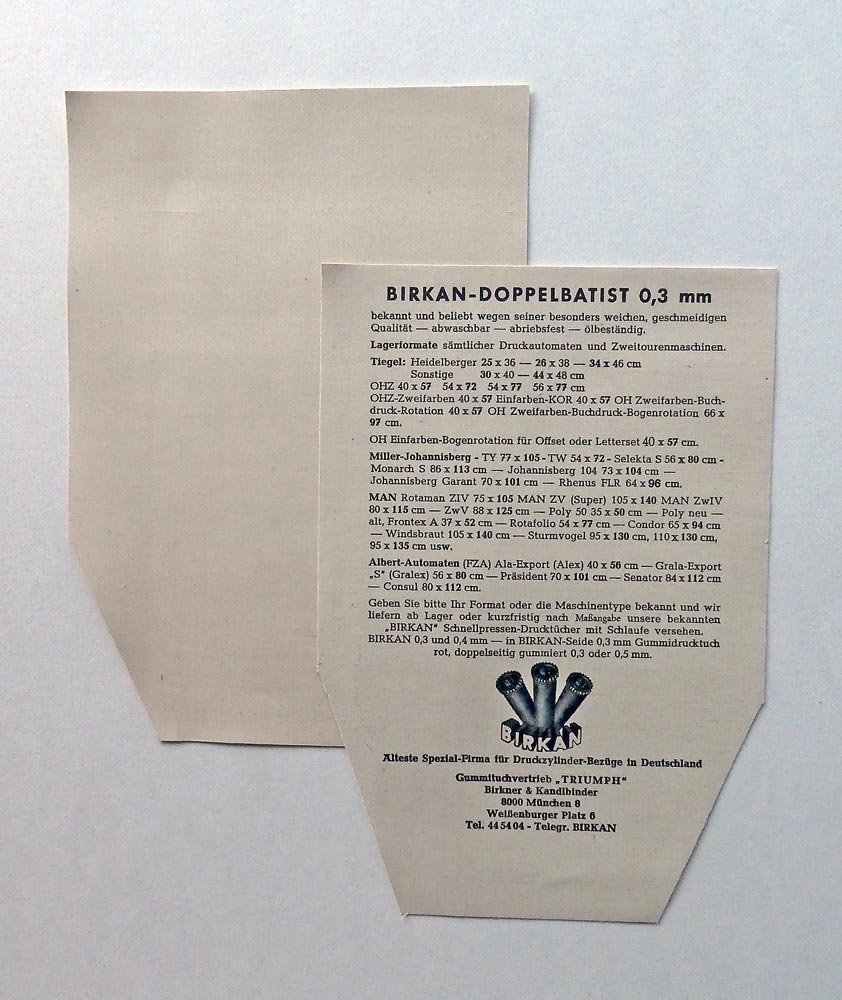 BIRKAN-DOPPELBATIST 0,3 mm
bekannt und beliebt wegen seiner besonders weichen, geschmeidigen
Qualität — abwaschbar — abriebsfest — ölbeständig.
Lagerformate sämtlicher Druckautomaten und Zweitourenmaschinen.
Tiegel: Heidelberger 25 x 36 — 26 x 38 — 34 x 46 cm
Sonstige 30 x 40 — 44 x 48 cm
OHZ 40 x 57 54 x 72 54 x 77 56 x 77 cm
OHZ-Zweifarben 40 x 57 Einfarben-KOR 40 x 57 OH Zweifarben-Buch-
druck-Rotation 40 x 57 OH Zweifarben-Buchdruck-Bogenrotation 66 x
97 cm.
OH Einfarben-Bogenrotation für Offset oder Letterset 40 x 57 cm.
Miller-Johannisberg - TY 77 x 105 - TW 54 x 72 - Selekta S 56 x 80 cm -
Monarch S 86 x 113 cm — Johannisberg 104 73 x 104 cm —
Johannisberg Garant 70 x 101 cm — Rhenus FLR 64 x 96 cm.
MAN Rotaman ZIV 75 x 105 MAN ZV (Super) 105 x 140 MAN ZwIV
80 x 115 cm — ZwV 88 x 125 cm — Poly 50 35 x 50 cm — Poly neu —
alt, Frontex A 37 x 52 cm — Rotafolio 54 x 77 cm — Condor 65 x 94 cm
— Windsbraut 105 x 140 cm — Sturmvogel 95 x 130 cm, 110 x 130 cm,
95 x 135 cm usw.
Albert-Automaten (FZA) Ala-Export (Alex) 40 x 56 cm — Grala-Export
„S" (Gralex) 56 x 80 cm — Präsident 70 x 101 cm — Senator 84 x 112 cm
— Consul 80 x 112 cm.
Geben Sie bitte Ihr Format oder die Maschinentype bekannt und wir
liefern ab Lager oder kurzfristig nach Maßangabe unsere bekannten
„BIRKAN" Schnellpressen-Drucktücher mit Schlaufe versehen.
BIRKAN 0,3 und 0,4 mm — in BIRKAN-Seide 0,3 mm Gummidrucktuch
rot, doppelseitig gummiert 0,3 oder 0,5 mm.
BIRKAN
Älteste Spezial-Firma für Druckzylinder-Bezüge in Deutschland
Gummituchvertrieb „TRIUMPH"
Birkner & Kandlbinder
8000 München 8
Weißenburger Platz 6
Tel. 44 54 04 - Telegr. BIRKAN